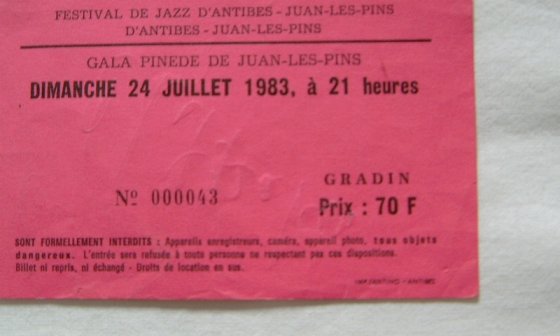 FESTIVAL DE JAZZ D'ANTIBES - JUAN-LES-PINS
D'ANTIBES - JUAN-LES-PINS
GALA PINEDE DE JUAN-LES-PINS
DIMANCHE 24 JUILLET 1983, à 21 heures
GRADIN
Nº 000043
Prix : 70 F
SONT FORMELLEMENT INTERDITS : Appareils enregistreurs, caméra, appareil photo, tous objets
dangereux. L'entrée sera refusée à toute personne ne respectant pas ces dispositions.
Billet ni repris, ni échangé - Droits de location en sus.
ANTIBES